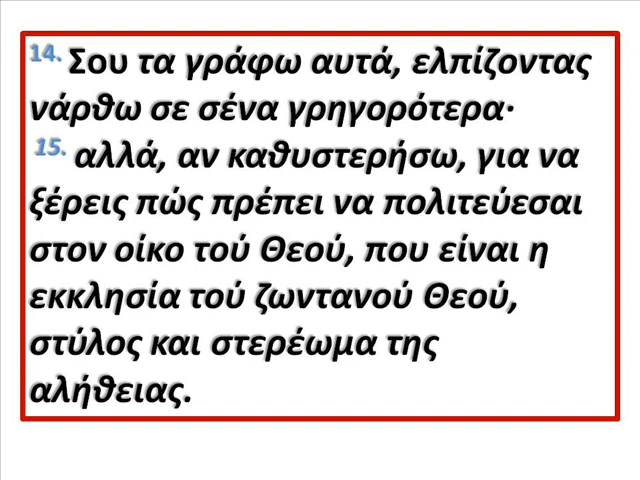 14. Σου τα γράφω αυτά, ελπίζοντας
νάρθω σε σένα γρηγορότερα·
15. αλλά, αν καθυστερήσω, για να
ξέρεις πώς πρέπει να πολιτεύεσαι
στον οίκο τού Θεού, που είναι η
εκκλησία τού ζωντανού Θεού,
στύλος και στερέωμα της
αλήθειας.